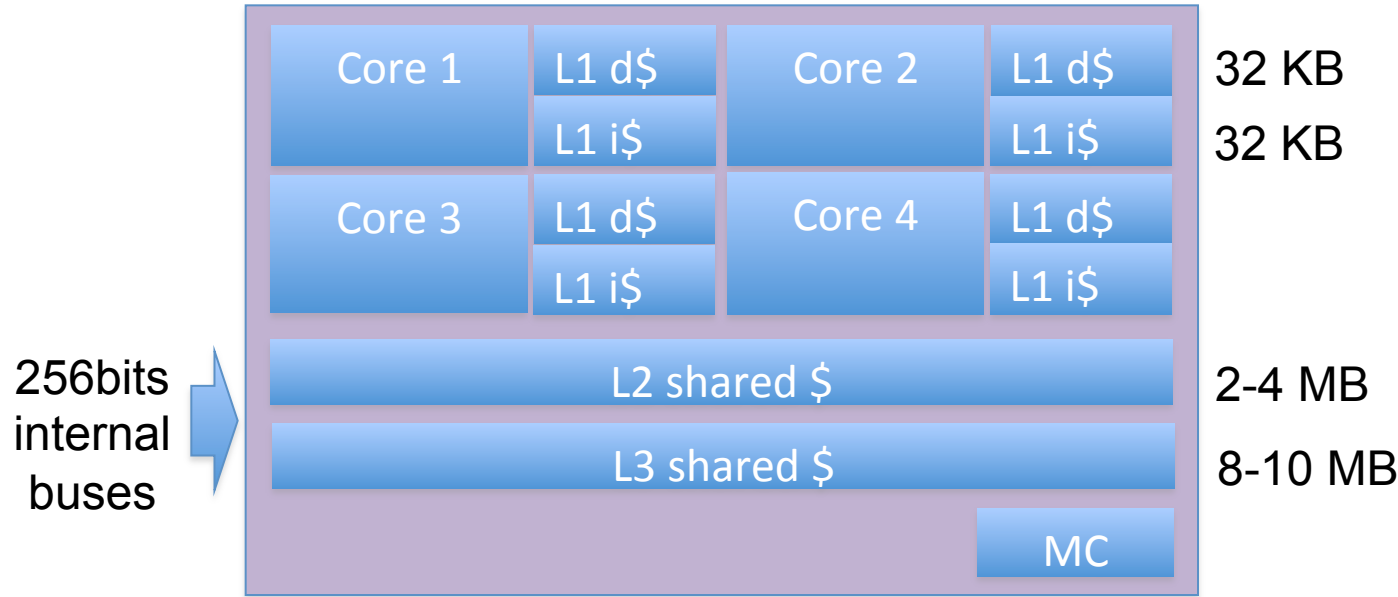 Core 1
L1 d$
Core 2
L1 d$
32 KB
L1 i$
L1 i$
32 KB
Core 3
L1 d$
Core 4
L1 d$
L1 i$
L1 i$
256bits
internal
buses
L2 shared $
2-4 MB
L3 shared $
8-10 MB
MC